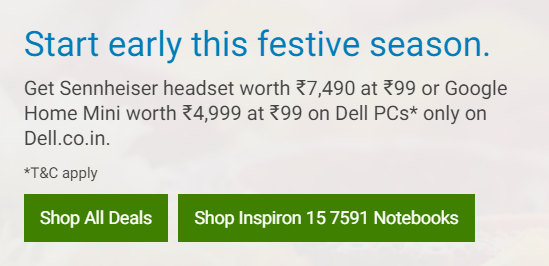 Start early this festive season.
Get Sennheiser headset worth ₹7,490 at ₹99 or Google
Home Mini worth ₹4,999 at ₹99 on Dell PCs* only on
Dell.co.in.
*T&C apply
Shop All Deals
Shop Inspiron 15 7591 Notebooks